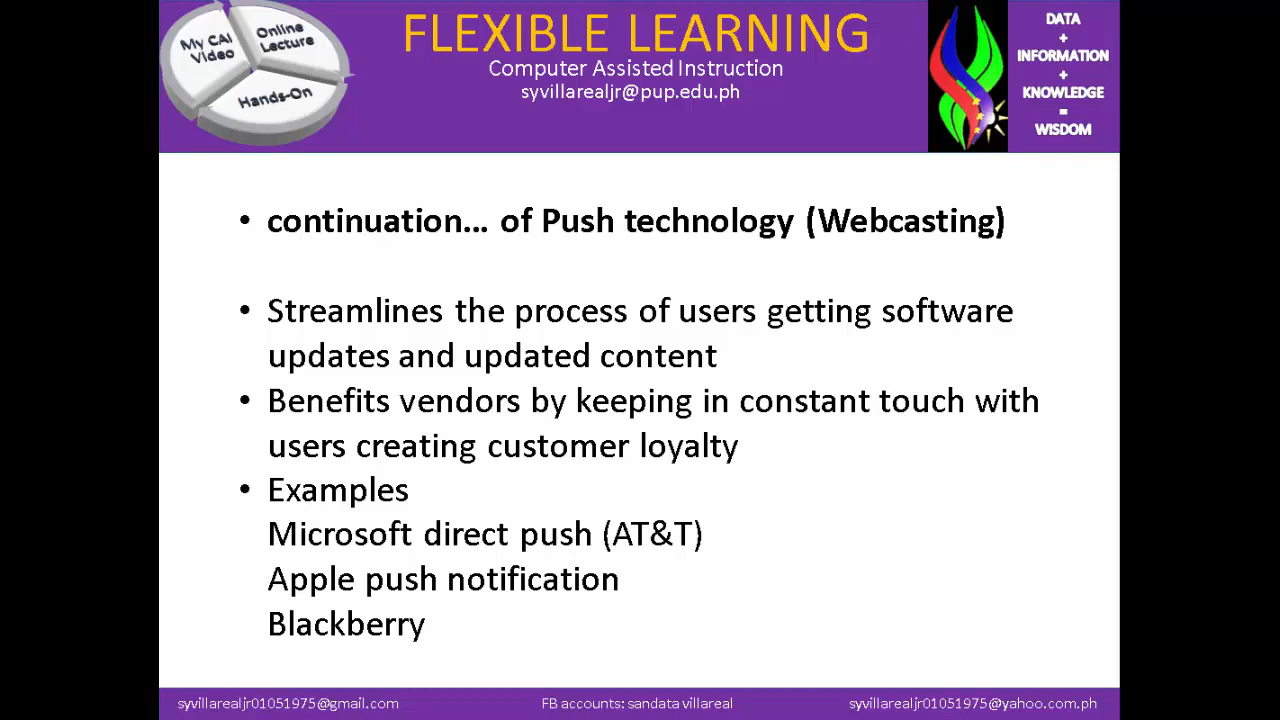 My CAI
Video
Online
Lecture
Hands-On
FLEXIBLE LEARNING
Computer Assisted Instruction
syvillarealjr@pup.edu.ph
DATA
+
INFORMATION
+
KNOWLEDGE
=
WISDOM
• continuation... of Push technology (Webcasting)
• Streamlines the process of users getting software
updates and updated content
• Benefits vendors by keeping in constant touch with
users creating customer loyalty
• Examples
Microsoft direct push (AT&T)
Apple push notification
Blackberry
syvillarealjr01051975@gmail.com
FB accounts: sandata villareal
syvillarealjr01051975@yahoo.com.ph